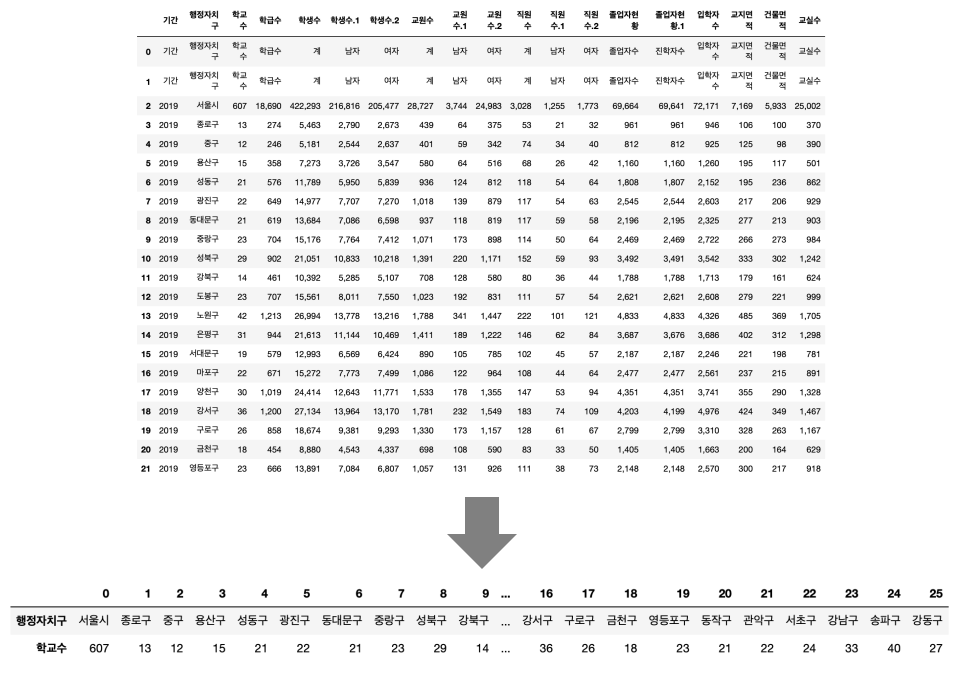 기간 행정자치구 학교수 학급수 학생수 학생수.1 학생수.2 교원수 교원수.1 교원수.2 직원수 직원수.1 직원수.2 졸업자현황 졸업자현황.1 입학자수 교지면적 건물면적 교실수
0 기간 행정자치구 학교수 학급수 계 남자 여자 계 남자 여자 계 남자 여자 졸업자수 진학자수 입학자수 교지면적 건물면적 교실수
1 기간 행정자치구 학교수 학급수 계 남자 여자 계 남자 여자 계 남자 여자 졸업자수 진학자수 입학자수 교지면적 건물면적 교실수
2 2019 서울시 607 18,690 422,293 216,816 205,477 28,727 3,744 24,983 3,028 1,255 1,773 69,664 69,641 72,171 7,169 5,933 25,002
3 2019 종로구 13 274 5,463 2,790 2,673 439 64 375 53 21 32 961 961 946 106 100 370
4 2019 중구 12 246 5,181 2,544 2,637 401 59 342 74 34 40 812 812 925 125 98 390
5 2019 용산구 15 358 7,273 3,726 3,547 580 64 516 68 26 42 1,160 1,160 1,260 195 117 501
6 2019 성동구 21 576 11,789 5,950 5,839 936 124 812 118 54 64 1,808 1,807 2,152 195 236 862
7 2019 광진구 22 649 14,977 7,707 7,270 1,018 139 879 117 54 63 2,545 2,544 2,603 217 206 929
8 2019 동대문구 21 619 13,684 7,086 6,598 937 118 819 117 59 58 2,196 2,195 2,325 277 213 903
9 2019 중랑구 23 704 15,176 7,764 7,412 1,071 173 898 114 50 64 2,469 2,469 2,722 266 273 984
10 2019 성북구 29 902 21,051 10,833 10,218 1,391 220 1,171 152 59 93 3,492 3,491 3,542 333 302 1,242
11 2019 강북구 14 461 10,392 5,285 5,107 708 128 580 80 36 44 1,788 1,788 1,713 179 161 624
12 2019 도봉구 23 707 15,561 8,011 7,550 1,023 192 831 111 57 54 2,621 2,621 2,608 279 221 999
13 2019 노원구 42 1,213 26,994 13,778 13,216 1,788 341 1,447 222 101 121 4,833 4,833 4,326 485 369 1,705
14 2019 은평구 31 944 21,613 11,144 10,469 1,411 189 1,222 146 62 84 3,687 3,676 3,686 402 312 1,298
15 2019 서대문구 19 579 12,993 6,569 6,424 890 105 785 102 45 57 2,187 2,187 2,246 221 198 781
16 2019 마포구 22 671 15,272 7,773 7,499 1,086 122 964 108 44 64 2,477 2,477 2,561 237 215 891
17 2019 양천구 30 1,019 24,414 12,643 11,771 1,533 178 1,355 147 53 94 4,351 4,351 3,741 355 290 1,328
18 2019 강서구 36 1,200 27,134 13,964 13,170 1,781 232 1,549 183 74 109 4,203 4,199 4,976 424 349 1,467
19 2019 구로구 26 858 18,674 9,381 9,293 1,330 173 1,157 128 61 67 2,799 2,799 3,310 328 263 1,167
20 2019 금천구 18 454 8,880 4,543 4,337 698 108 590 83 33 50 1,405 1,405 1,663 200 164 629
21 2019 영등포구 23 666 13,891 7,084 6,807 1,057 131 926 111 38 73 2,148 2,148 2,570 300 217 918
0 1 2 3 4 5 6 7 8 9 ... 16 17 18 19 20 21 22 23 24 25
행정자치구 서울시 종로구 중구 용산구 성동구 광진구 동대문구 중랑구 성북구 강북구 ... 강서구 구로구 금천구 영등포구 동작구 관악구 서초구 강남구 송파구 강동구
학교수 607 13 12 15 21 22 21 23 29 14 ... 36 26 18 23 21 22 24 33 40 27